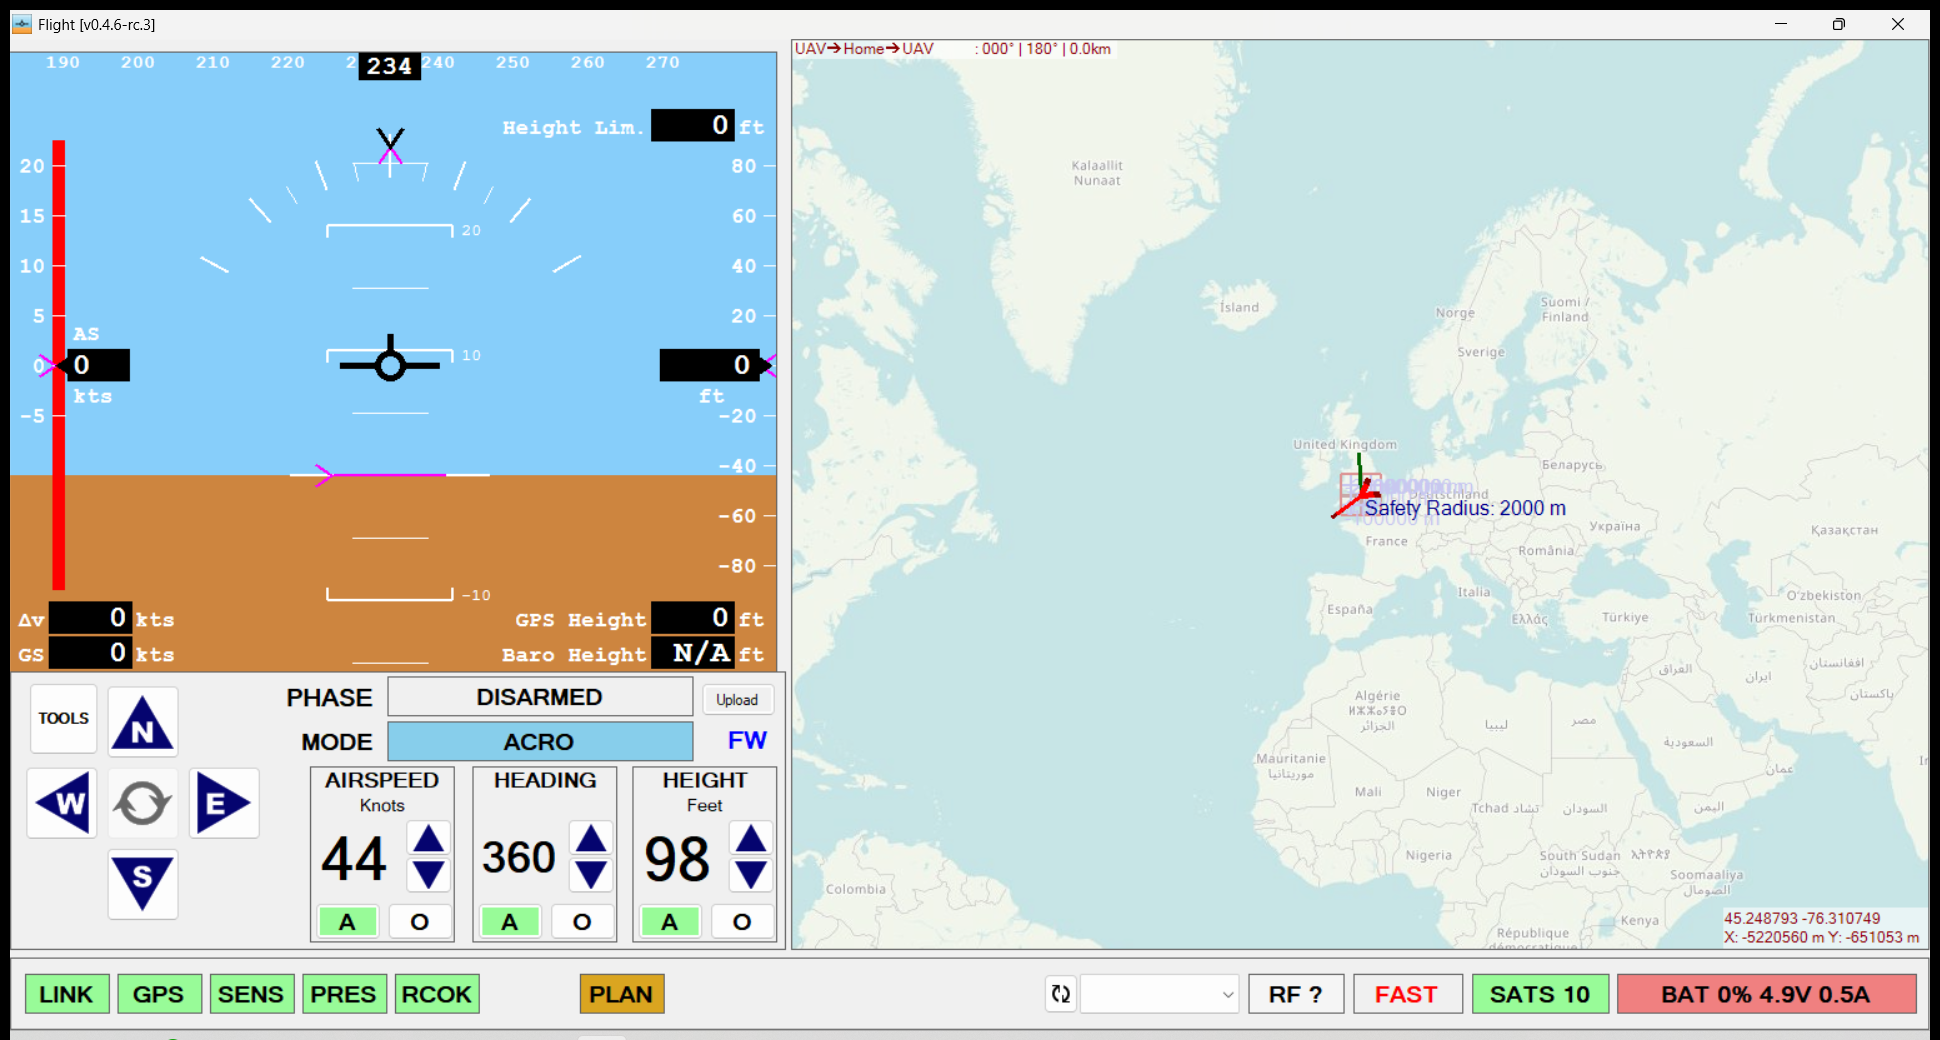 Flight [v0.4.6-rc.3]
190 200 210 220 2 234 240 250 260 270
Height Lim. 0 ft
20 80
15 60
20
10 40
5 20
AS
0 0 10 0
kts ft
-5 -20
-40
-60
-80
-10
Δv 0 kts GPS Height 0 ft
GS 0 kts Baro Height N/A ft
TOOLS
N
W
E
S
PHASE DISARMED Upload
MODE ACRO FW
AIRSPEED
Knots
44
A O
HEADING
360
A O
HEIGHT
Feet
98
A O
UAV→Home→UAV : 000° | 180° | 0.0km
Kalaallit
Nunaat
Ísland
Norge
Suomi /
Finland
Sverige
United Kingdom
Беларусь
Deutschland
Safety Radius: 2000 m
400000 m
Україна
Қазақстан
France
România
Italia
O'zbekiston
España
Ελλάς
Türkiye
Türkmenistan
العراق
ايران
افغانستان
پاکستان
Algérie
ⵍⵣⵣⴰⵢⴻⵔ
الجزائر
ليبيا
مصر
السعودية
عمان
Mauritanie
موريتانيا
Mali
Niger
Tchad تشاد
السودان
اليمن
Nigeria
South Sudan
جنوب السودان
ኢትዮጵያ
Soomaaliya
الصومال
Colombia
Kenya
République
démocratique
45.248793 -76.310749
X: -5220560 m Y: -651053 m
LINK GPS SENS PRES RCOK PLAN RF ? FAST SATS 10 BAT 0% 4.9V 0.5A